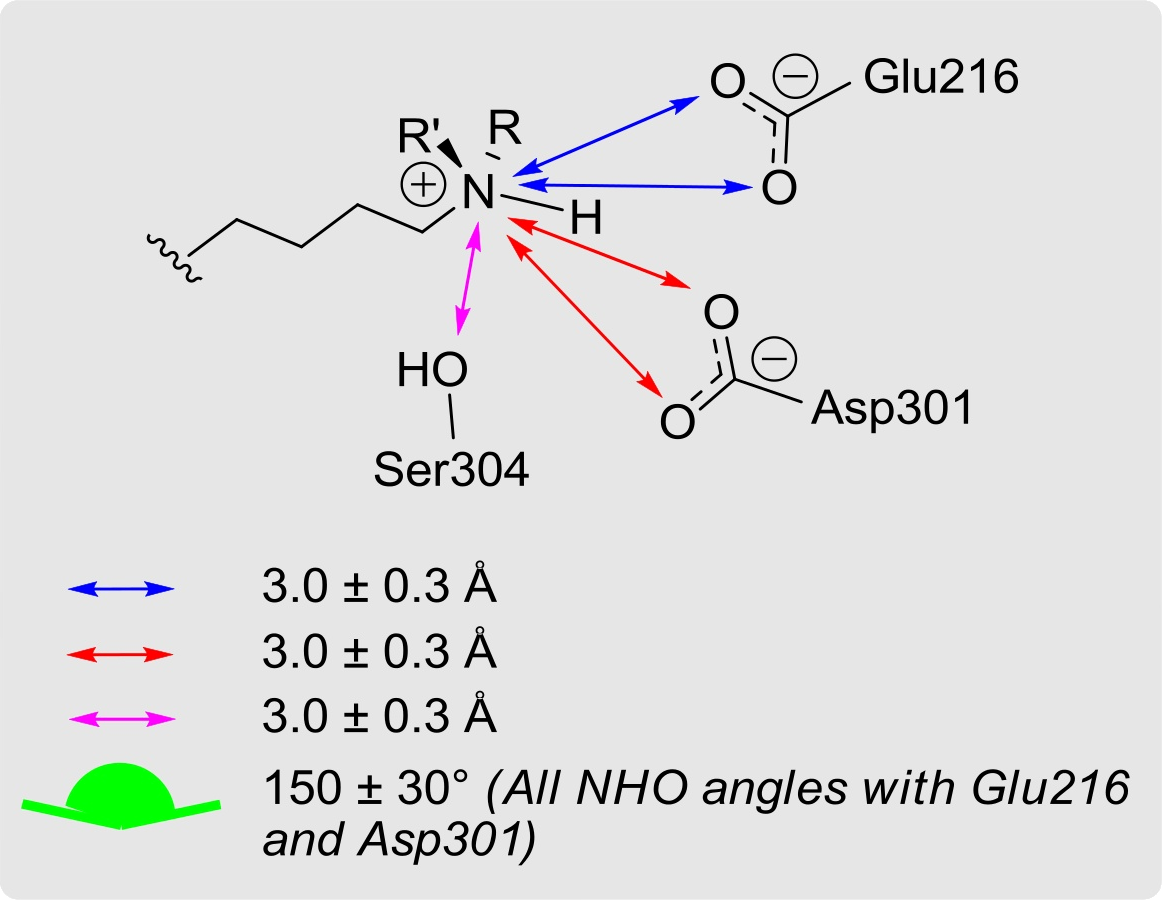 O − Glu216
R' R
+ N O
H
O
HO −
O Asp301
Ser304
3.0 ± 0.3 Å
3.0 ± 0.3 Å
3.0 ± 0.3 Å
150 ± 30° (All NHO angles with Glu216
and Asp301)